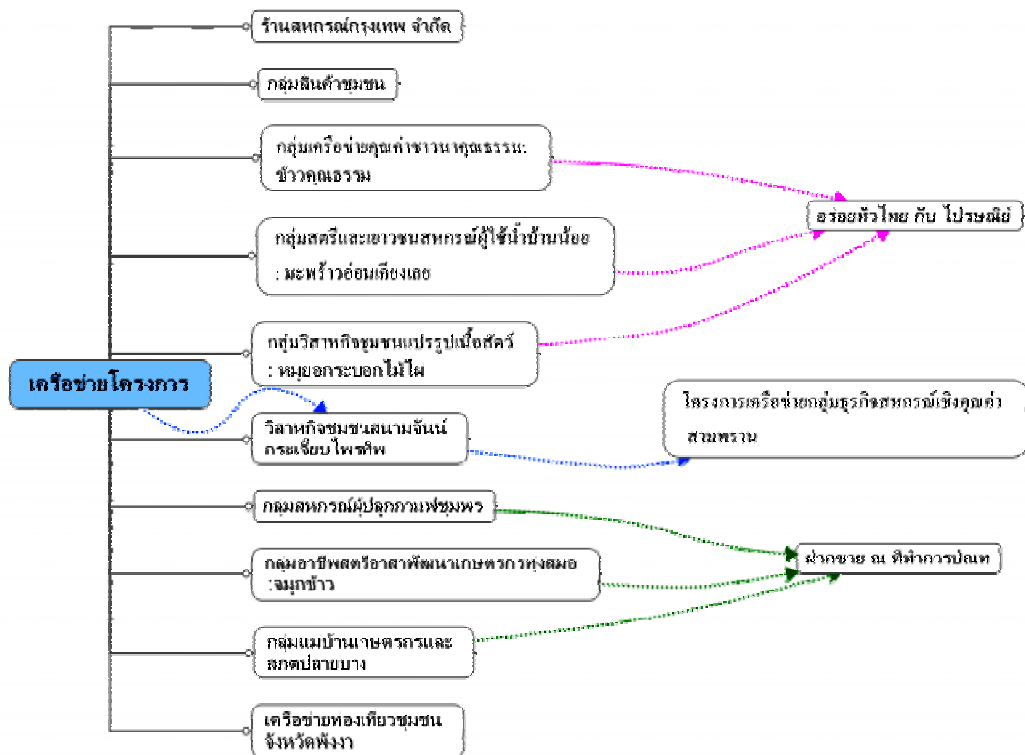 ร้านสหกรณ์กรุงเทพ จำกัด
กลุ่มสินค้าชุมชน
กลุ่มเครือข่ายคุณค่าชาวนาคุณธรรม:
ข้าวคุณธรรม
อร่อยทั่วไทย กับ ไปรษณีย์
กลุ่มสตรีและเยาวชนสหกรณ์ผู้ใช้น้ำบ้านน้อย
: มะพร้าวอ่อนเตียงเลย
กลุ่มวิสาหกิจชุมชนแปรรูปเนื้อสัตว์
: หมูยอกระบอกไม้ไผ่
เครือข่ายโครงการ
โครงการเครือข่ายกลุ่มธุรกิจสหกรณ์เชิงคุณค่า
สามพราน
วิสาหกิจชุมชนสนามจันน์
กระเจี๊ยบไพรทิพ
กลุ่มสหกรณ์ผู้ปลูกกาแฟชุมพร
ฝากขาย ณ ที่ทำการปณท
กลุ่มอาชีพสตรีอาสาพัฒนาเกษตรกรทุ่งสมอ
:จมูกข้าว
กลุ่มแม่บ้านเกษตรกรและ
ปลายบาง
เครือข่ายท่องเที่ยวชุมชน
จังหวัดพังงา